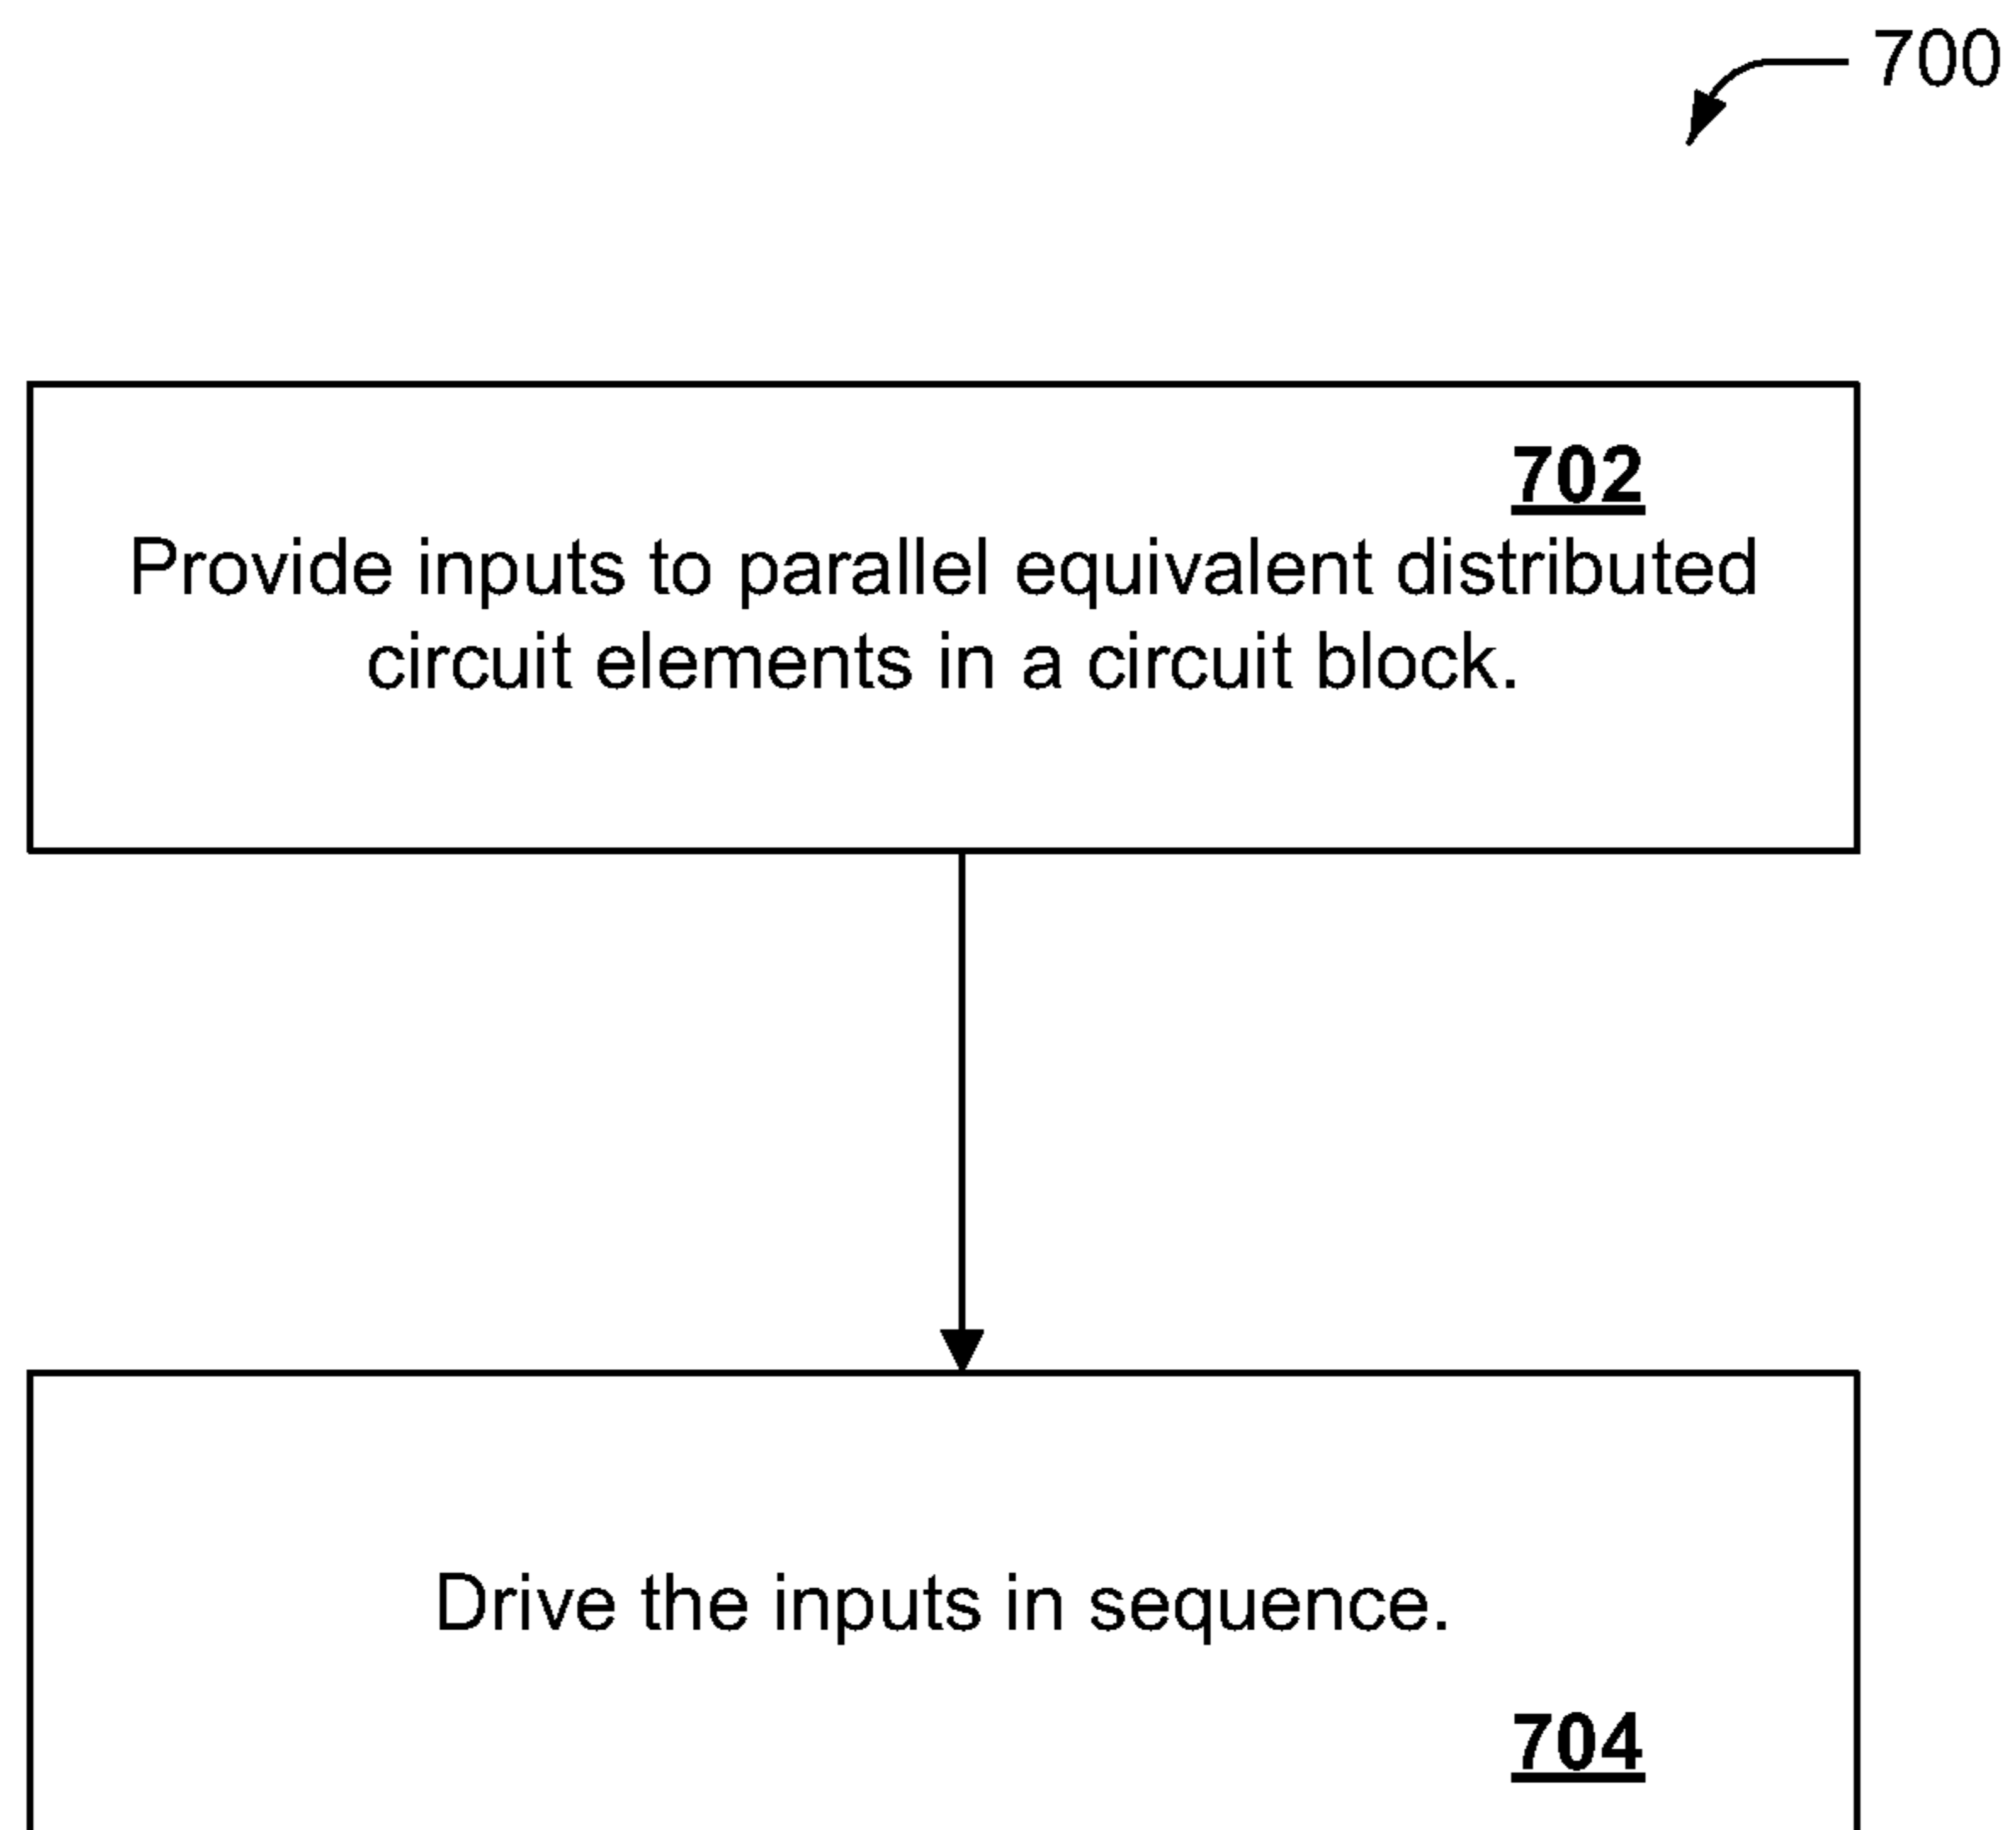 700
702
Provide inputs to parallel equivalent distributed
circuit elements in a circuit block.
Drive the inputs in sequence.
704